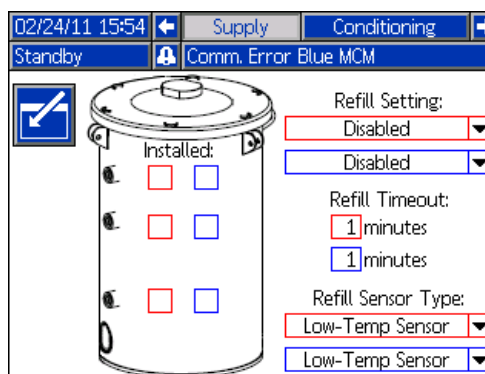 02/24/11 15:54 Supply Conditioning
Standby Comm. Error Blue MCM
Refill Setting:
Disabled
Disabled
Installed:
Refill Timeout:
1 minutes
1 minutes
Refill Sensor Type:
Low-Temp Sensor
Low-Temp Sensor